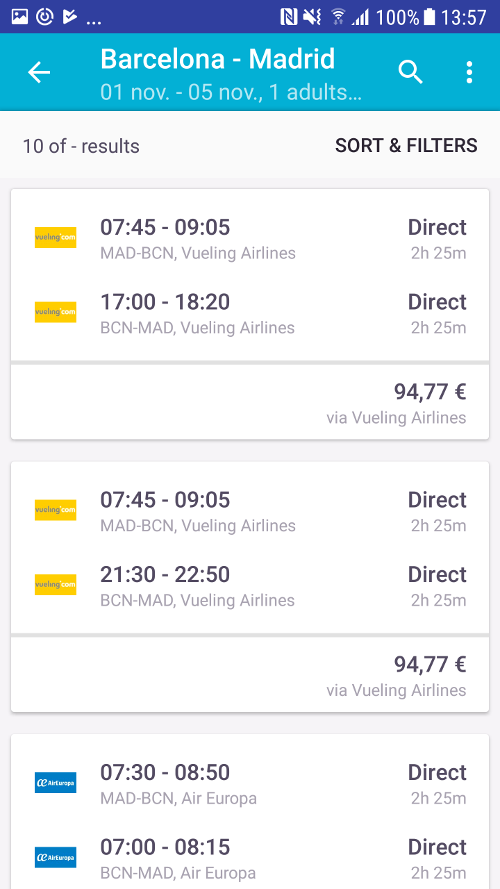 ... 100% 13:57
Barcelona - Madrid
01 nov. - 05 nov., 1 adults...
10 of - results SORT & FILTERS
07:45 - 09:05 Direct
vueling.com
MAD-BCN, Vueling Airlines 2h 25m
17:00 - 18:20 Direct
vueling.com
BCN-MAD, Vueling Airlines 2h 25m
94,77 €
via Vueling Airlines
07:45 - 09:05 Direct
vueling.com
MAD-BCN, Vueling Airlines 2h 25m
21:30 - 22:50 Direct
vueling.com
BCN-MAD, Vueling Airlines 2h 25m
94,77 €
via Vueling Airlines
07:30 - 08:50 Direct
AirEuropa
MAD-BCN, Air Europa 2h 25m
07:00 - 08:15 Direct
AirEuropa
BCN-MAD, Air Europa 2h 25m